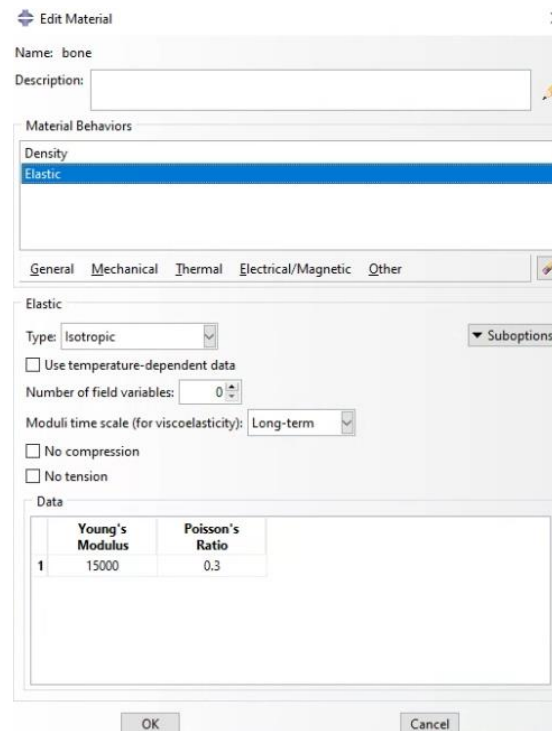 Edit Material
Name: bone
Description:
Material Behaviors
Density
Elastic
General Mechanical Thermal Electrical/Magnetic Other
Elastic
Type: Isotropic
Suboptions
Use temperature-dependent data
Number of field variables: 0
Moduli time scale (for viscoelasticity): Long-term
No compression
No tension
Data
Young's Modulus Poisson's Ratio
1 15000 0.3
OK Cancel